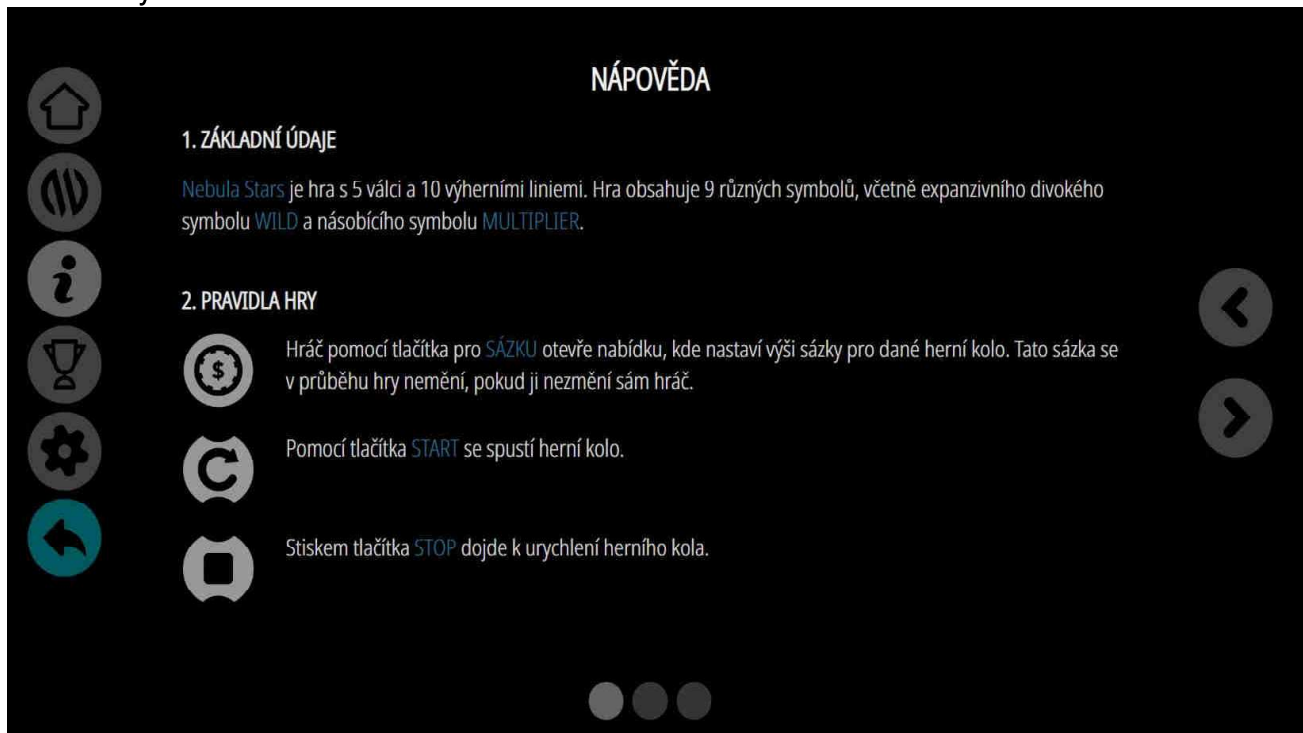 NÁPOVĚDA
1. ZÁKLADNÍ ÚDAJE
Nebula Stars je hra s 5 válci a 10 výherními liniemi. Hra obsahuje 9 různých symbolů, včetně expanzivního divokého
symbolu WILD a násobícího symbolu MULTIPLIER.
2. PRAVIDLA HRY
Hráč pomocí tlačítka pro SÁZKU otevře nabídku, kde nastaví výši sázky pro dané herní kolo. Tato sázka se
v průběhu hry nemění, pokud ji nezmění sám hráč.
Pomocí tlačítka START se spustí herní kolo.
Stiskem tlačítka STOP dojde k urychlení herního kola.